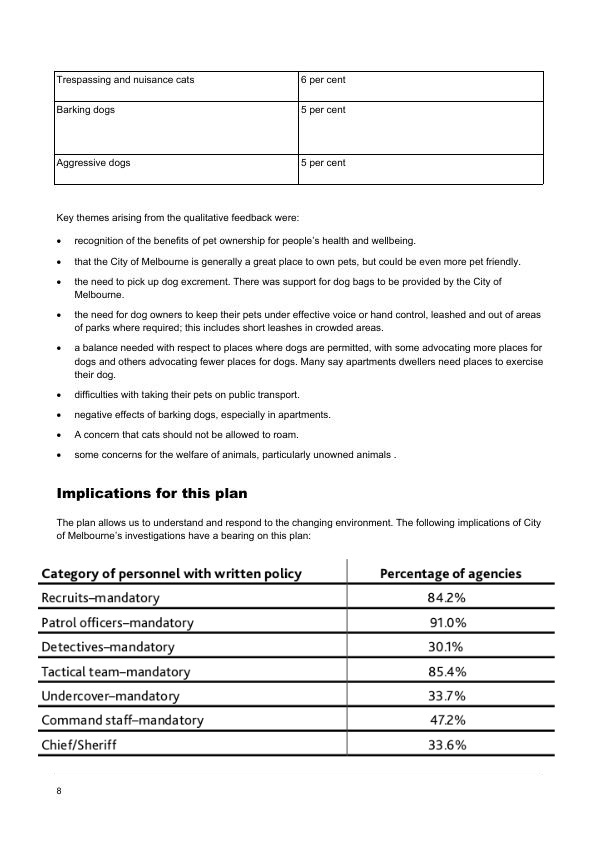 Trespassing and nuisance cats 6 per cent
Barking dogs 5 per cent
Aggressive dogs 5 per cent
Key themes arising from the qualitative feedback were:
• recognition of the benefits of pet ownership for people's health and wellbeing.
• that the City of Melbourne is generally a great place to own pets, but could be even more pet friendly.
• the need to pick up dog excrement. There was support for dog bags to be provided by the City of
Melbourne.
• the need for dog owners to keep their pets under effective voice or hand control, leashed and out of areas
of parks where required; this includes short leashes in crowded areas.
• a balance needed with respect to places where dogs are permitted, with some advocating more places for
dogs and others advocating fewer places for dogs. Many say apartments dwellers need places to exercise
their dog.
• difficulties with taking their pets on public transport.
• negative effects of barking dogs, especially in apartments.
• A concern that cats should not be allowed to roam.
• some concerns for the welfare of animals, particularly unowned animals .
Implications for this plan
The plan allows us to understand and respond to the changing environment. The following implications of City
of Melbourne's investigations have a bearing on this plan:
Category of personnel with written policy Percentage of agencies
Recruits–mandatory 84.2%
Patrol officers–mandatory 91.0%
Detectives–mandatory 30.1%
Tactical team–mandatory 85.4%
Undercover–mandatory 33.7%
Command staff–mandatory 47.2%
Chief/Sheriff 33.6%
8